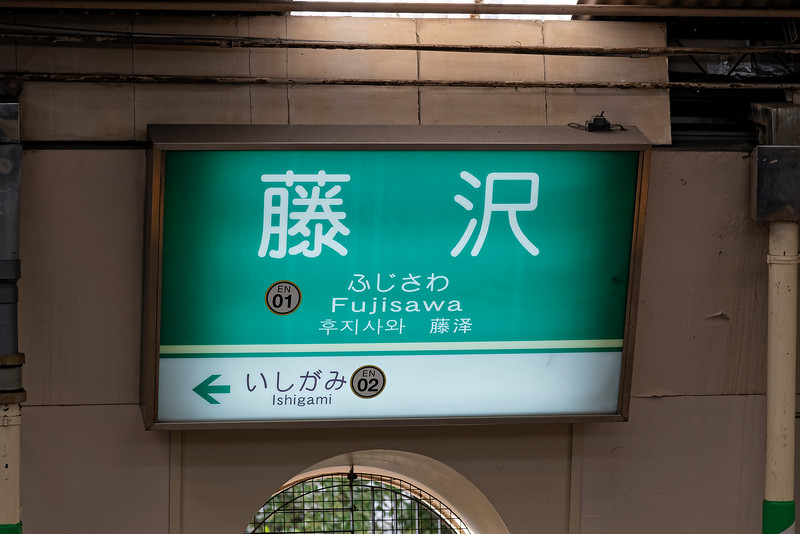 藤沢
EN
01
ふじさわ
Fujisawa
후지사와 藤泽
いしがみ
Ishigami
EN
02